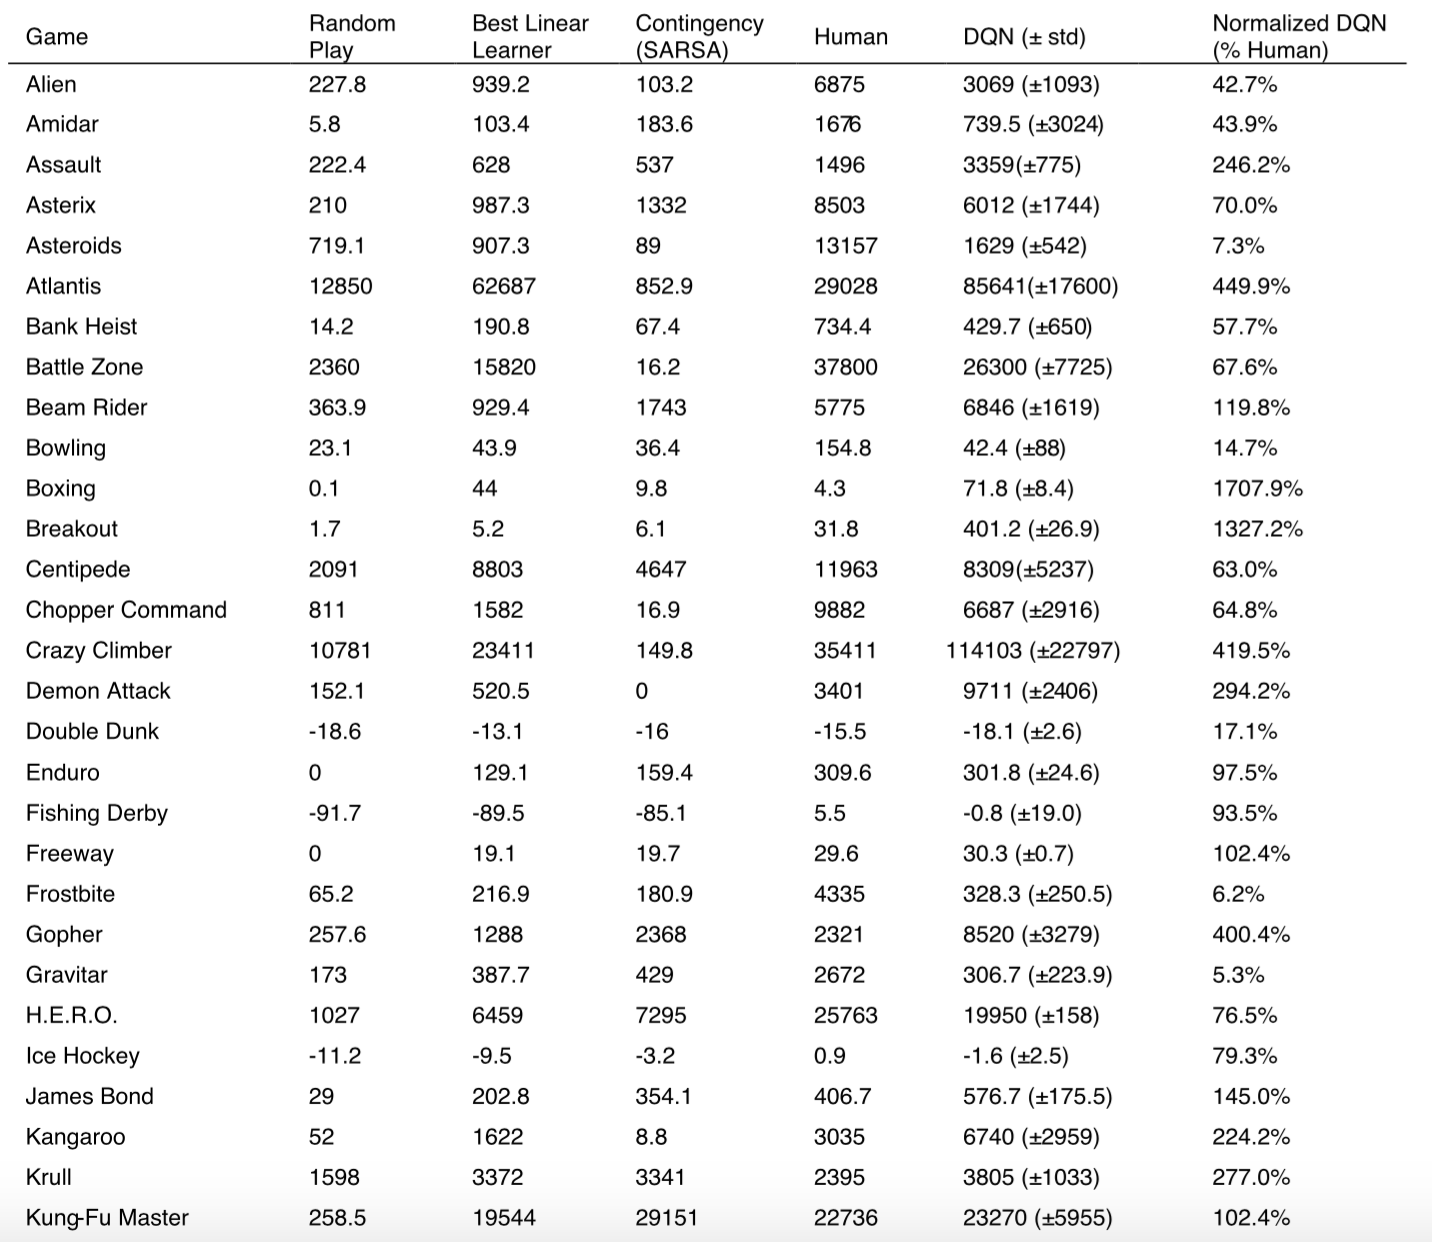 Game Random Play Best Linear Learner Contingency (SARSA) Human DQN (± std) Normalized DQN (% Human)
Alien 227.8 939.2 103.2 6875 3069 (±1093) 42.7%
Amidar 5.8 103.4 183.6 1676 739.5 (±3024) 43.9%
Assault 222.4 628 537 1496 3359(±775) 246.2%
Asterix 210 987.3 1332 8503 6012 (±1744) 70.0%
Asteroids 719.1 907.3 89 13157 1629 (±542) 7.3%
Atlantis 12850 62687 852.9 29028 85641(±17600) 449.9%
Bank Heist 14.2 190.8 67.4 734.4 429.7 (±650) 57.7%
Battle Zone 2360 15820 16.2 37800 26300 (±7725) 67.6%
Beam Rider 363.9 929.4 1743 5775 6846 (±1619) 119.8%
Bowling 23.1 43.9 36.4 154.8 42.4 (±88) 14.7%
Boxing 0.1 44 9.8 4.3 71.8 (±8.4) 1707.9%
Breakout 1.7 5.2 6.1 31.8 401.2 (±26.9) 1327.2%
Centipede 2091 8803 4647 11963 8309(±5237) 63.0%
Chopper Command 811 1582 16.9 9882 6687 (±2916) 64.8%
Crazy Climber 10781 23411 149.8 35411 114103 (±22797) 419.5%
Demon Attack 152.1 520.5 0 3401 9711 (±2406) 294.2%
Double Dunk -18.6 -13.1 -16 -15.5 -18.1 (±2.6) 17.1%
Enduro 0 129.1 159.4 309.6 301.8 (±24.6) 97.5%
Fishing Derby -91.7 -89.5 -85.1 5.5 -0.8 (±19.0) 93.5%
Freeway 0 19.1 19.7 29.6 30.3 (±0.7) 102.4%
Frostbite 65.2 216.9 180.9 4335 328.3 (±250.5) 6.2%
Gopher 257.6 1288 2368 2321 8520 (±3279) 400.4%
Gravitar 173 387.7 429 2672 306.7 (±223.9) 5.3%
H.E.R.O. 1027 6459 7295 25763 19950 (±158) 76.5%
Ice Hockey -11.2 -9.5 -3.2 0.9 -1.6 (±2.5) 79.3%
James Bond 29 202.8 354.1 406.7 576.7 (±175.5) 145.0%
Kangaroo 52 1622 8.8 3035 6740 (±2959) 224.2%
Krull 1598 3372 3341 2395 3805 (±1033) 277.0%
Kung-Fu Master 258.5 19544 29151 22736 23270 (±5955) 102.4%